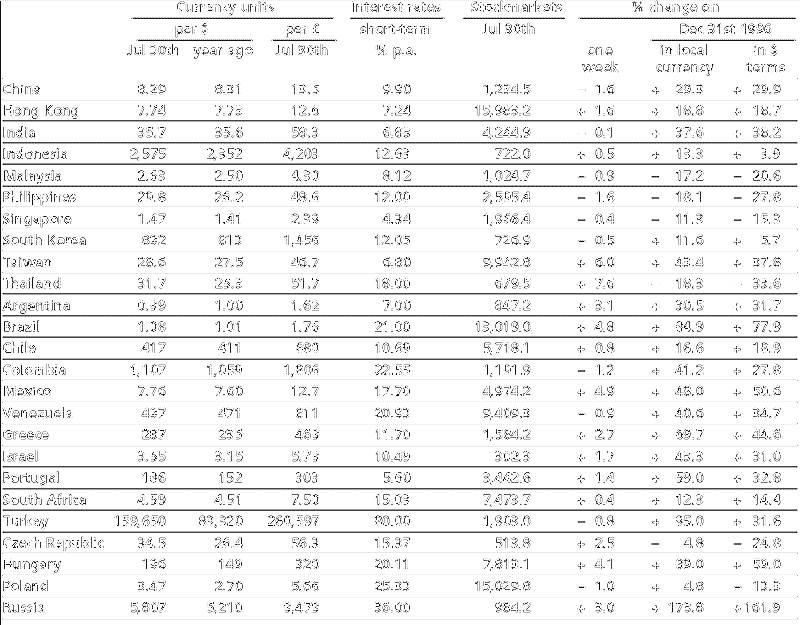 Currency units Interest rates Stockmarkets % change on
per $ per £ short-term Jul 30th Dec 31st 1996
Jul 30th year ago Jul 30th % p.a. one in local in $
week currency terms
China 8.29 8.31 13.5 9.90 1,234.5 − 1.6 + 29.8 + 29.9
Hong Kong 7.74 7.73 12.6 7.24 15,983.2 + 1.6 + 18.8 + 18.7
India 35.7 35.6 58.3 4,244.9 − 0.1 + 37.6 + 38.2
Indonesia 2,575 2,352 4,203 12.63 722.0 + 0.5 + 13.3 + 3.9
Malaysia 2.63 2.50 4.30 8.12 1,024.7 − 0.9 − 17.2 − 20.6
Philippines 29.8 26.2 48.6 12.00 2,595.4 − 1.6 − 18.1 − 27.8
Singapore 1.47 1.41 2.39 4.34 − 0.4 − 11.3 − 15.3
South Korea 892 813 1,456 12.05 726.9 − 0.5 + 11.6 + 5.7
Taiwan 28.6 27.5 46.7 6.80 + 6.0 + 43.4 + 37.8
Thailand 31.7 25.3 51.7 18.00 679.5 + 7.6 − 18.3 − 33.6
Argentina 0.99 1.00 1.62 7.00 847.2 + 3.1 + 30.5 + 31.7
Brazil 1.08 1.01 1.76 21.00 13,019.0 + 4.8 + 84.9 + 77.9
Chile 417 411 680 10.69 5,718.1 + 0.8 + 16.6 + 18.9
Colombia 1,107 1,059 1,806 22.55 1,191.9 − 1.2 + 41.2 + 27.8
Mexico 7.76 7.60 12.7 17.70 4,974.2 + 4.9 + 48.0 + 50.6
Venezuela 497 471 811 20.93 9,409.3 − 0.9 + 40.6 + 34.7
Greece 287 235 463 11.70 1,584.2 + 2.7 + 69.7 + 44.6
Israel 3.55 3.15 5.79 10.49 302.3 + 1.7 + 43.3 + 31.0
Portugal 186 152 303 5.60 3,442.6 + 1.4 + 59.0 + 32.8
South Africa 4.59 4.51 7.50 15.03 7,473.7 + 0.4 + 12.3 + 14.4
Turkey 159,650 83,320 260,597 80.00 1,903.0 − 0.8 + 95.0 + 31.6
Czech Republic 34.5 26.4 56.3 15.37 513.8 + 2.5 − 4.8 − 24.6
Hungary 196 149 320 20.11 7,813.1 + 4.1 + 89.0 + 59.0
Poland 3.47 2.70 5.66 25.83 15,029.8 − 1.0 + 4.8 − 13.3
Russia 5,807 5,210 9,479 36.00 984.2 + 3.0 + 173.8 +161.9